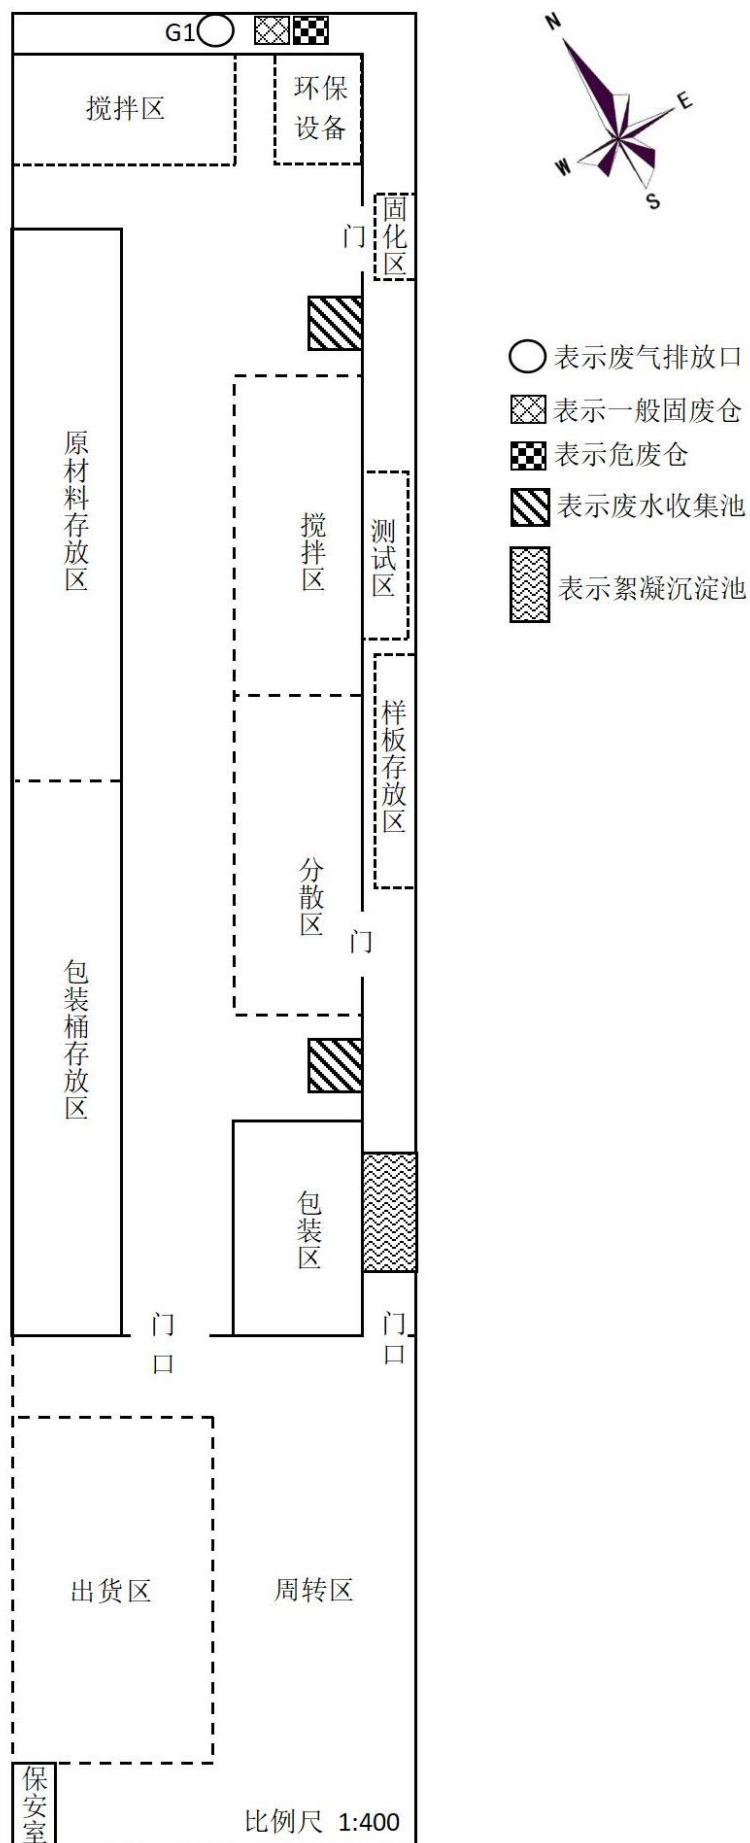 G1
搅拌区
环保
设备
N
E
W
S
门
固化区
表示废气排放口
表示一般固废仓
表示危废仓
表示废水收集池
表示絮凝沉淀池
原材料存放区
搅拌区
测试区
样板存放区
分散区
门
包装桶存放区
包装区
门
口
门
口
出货区
周转区
保安室
比例尺 1:400